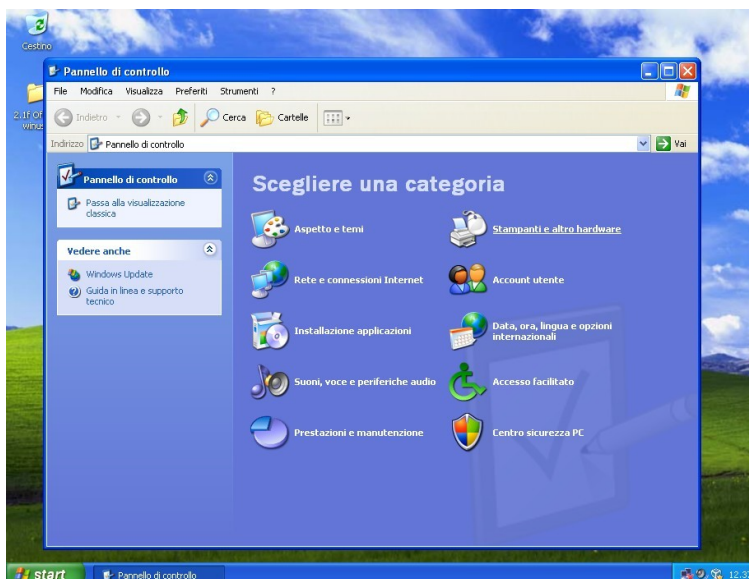 Cestino
Pannello di controllo
File Modifica Visualizza Preferiti Strumenti ?
Indietro Cerca Cartelle
Indirizzo Pannello di controllo Vai
Pannello di controllo
Passa alla visualizzazione
classica
Vedere anche
Windows Update
Guida in linea e supporto
tecnico
Scegliere una categoria
Aspetto e temi
Stampanti e altro hardware
Rete e connessioni Internet
Account utente
Installazione applicazioni
Data, ora, lingua e opzioni
internazionali
Suoni, voce e periferiche audio
Accesso facilitato
Prestazioni e manutenzione
Centro sicurezza PC
start Pannello di controllo